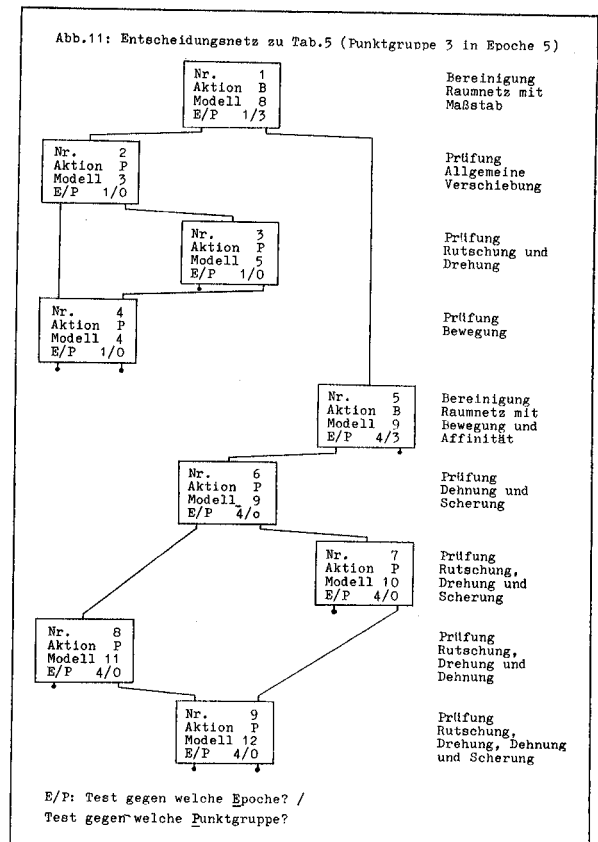 Abb.11: Entscheidungsnetz zu Tab.5 (Punktgruppe 3 in Epoche 5)
Nr. 1
Aktion B
Modell 8
E/P 1/3
Bereinigung
Raumnetz mit
Maßstab
Nr. 2
Aktion P
Modell 3
E/P 1/0
Prüfung
Allgemeine
Verschiebung
Nr. 3
Aktion P
Modell 5
E/P 1/0
Prüfung
Rutschung und
Drehung
Nr. 4
Aktion P
Modell 4
E/P 1/0
Prüfung
Bewegung
Nr. 5
Aktion B
Modell 9
E/P 4/3
Bereinigung
Raumnetz mit
Bewegung und
Affinität
Nr. 6
Aktion P
Modell 9
E/P 4/o
Prüfung
Dehnung und
Scherung
Nr. 7
Aktion P
Modell 10
E/P 4/0
Prüfung
Rutschung,
Drehung und
Scherung
Nr. 8
Aktion P
Modell 11
E/P 4/0
Prüfung
Rutschung,
Drehung und
Dehnung
Nr. 9
Aktion P
Modell 12
E/P 4/0
Prüfung
Rutschung,
Drehung, Dehnung
und Scherung
E/P: Test gegen welche Epoche? /
Test gegen welche Punktgruppe?